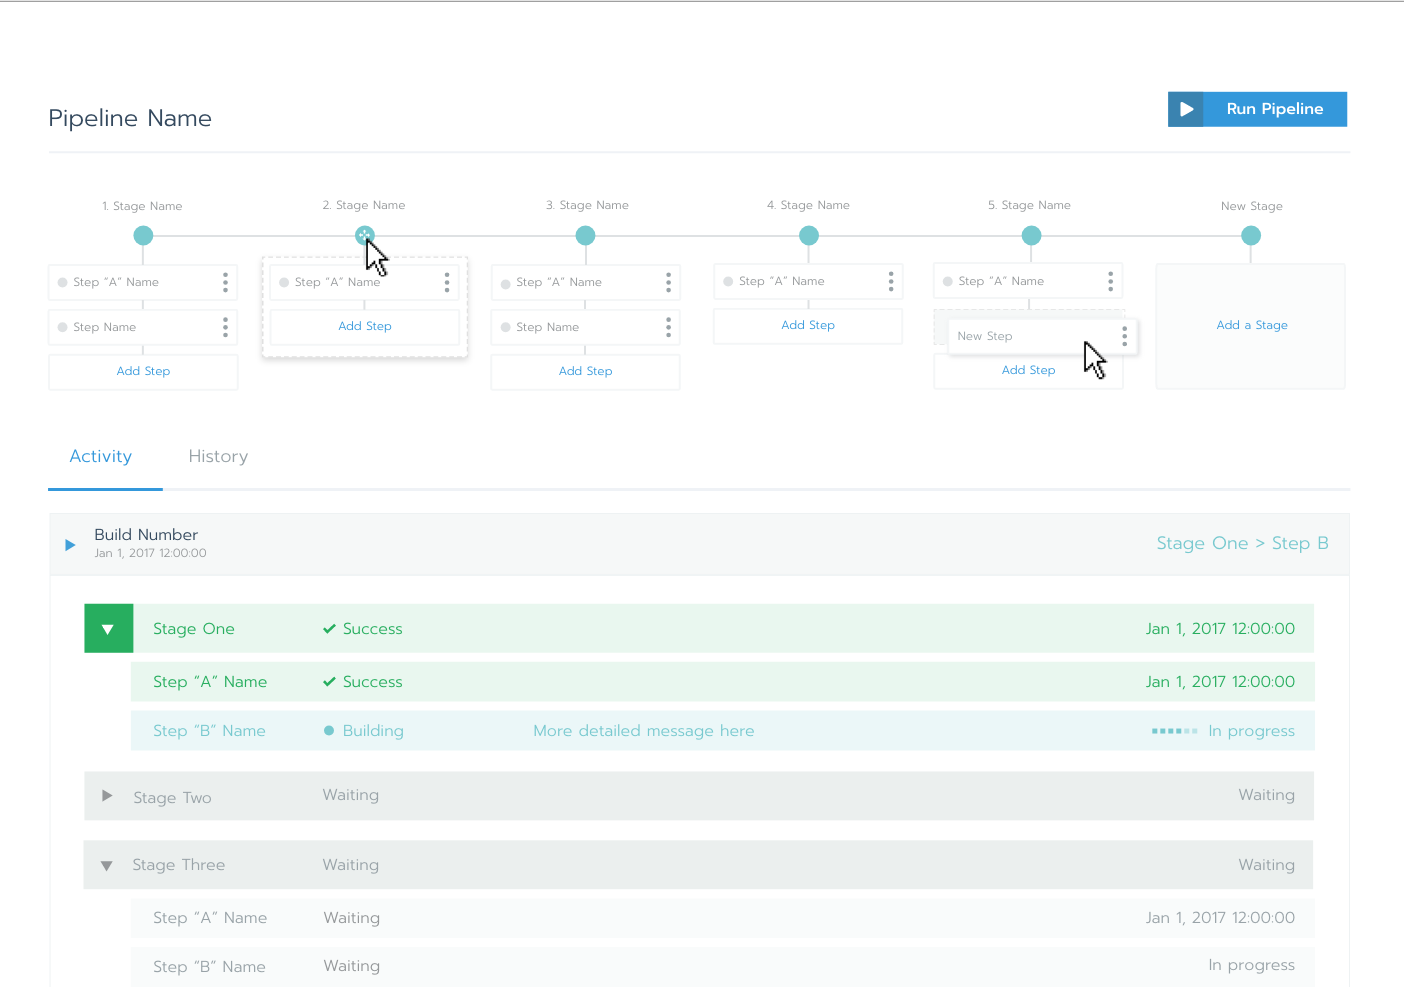 Pipeline Name
Run Pipeline
1. Stage Name
2. Stage Name
3. Stage Name
4. Stage Name
5. Stage Name
New Stage
Step “A” Name
Step “A” Name
Step “A” Name
Step “A” Name
Step “A” Name
Step Name
Add Step
Step Name
Add Step
New Step
Add a Stage
Add Step
Add Step
Add Step
Activity
History
Build Number
Jan 1, 2017 12:00:00
Stage One > Step B
Stage One Success Jan 1, 2017 12:00:00
Step “A” Name Success Jan 1, 2017 12:00:00
Step “B” Name Building More detailed message here In progress
Stage Two Waiting Waiting
Stage Three Waiting Waiting
Step “A” Name Waiting Jan 1, 2017 12:00:00
Step “B” Name Waiting In progress